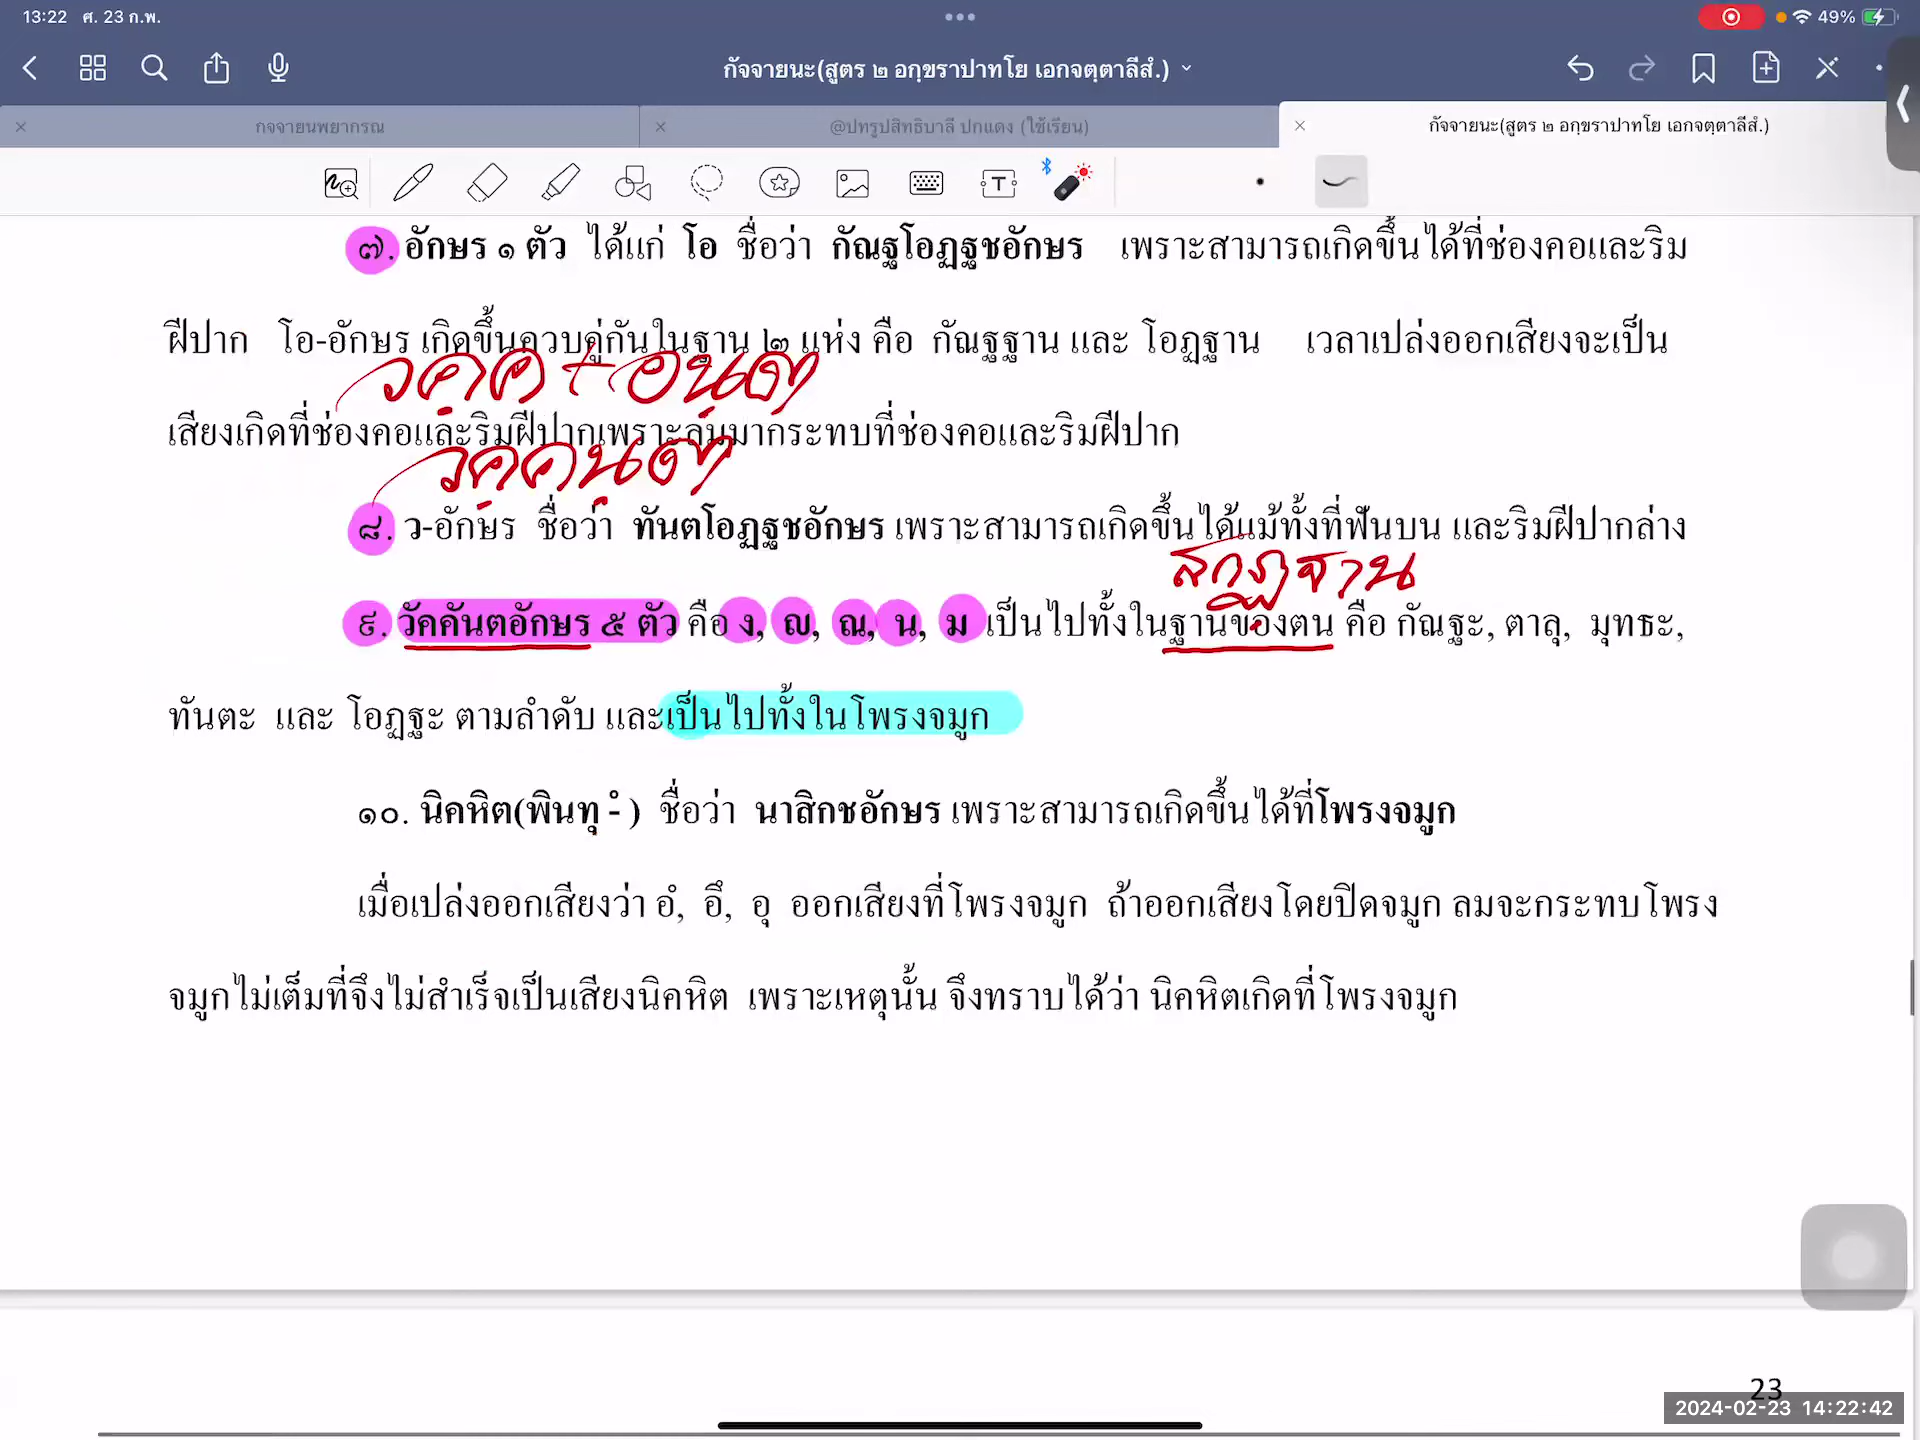 13:22 ศ. 23 ก.พ.
49%
กัจจายนะ(สูตร ๒ อกฺขราปาทโย เอกจตฺตาลีสํ.)
กจจายนพยากรณ
@ปทรูปสิทธิบาลี ปกแดง (ใช้เรียน)
กัจจายนะ(สูตร ๒ อกฺขราปาทโย เอกจตฺตาลีสํ.)
๗. อักษร ๑ ตัว ได้แก่ โอ ชื่อว่า กัณฐโอฏฐชอักษร เพราะสามารถเกิดขึ้นได้ที่ช่องคอและริม
ฝีปาก โอ-อักษร เกิดขึ้นควบคู่กันในฐาน ๒ แห่ง คือ กัณฐฐาน และ โอฏฐาน เวลาเปล่งออกเสียงจะเป็น
วคฺค + อนฺต
เสียงเกิดที่ช่องคอและริมฝีปากเพราะลมมากระทบที่ช่องคอและริมฝีปาก
วคฺคนฺต
๘. ว-อักษร ชื่อว่า ทันตโอฏฐชอักษร เพราะสามารถเกิดขึ้นได้แม้ทั้งที่ฟันบน และริมฝีปากล่าง
๙. วัคคันตอักษร ๕ ตัว คือ ง, ญ, ณ, น, ม เป็นไปทั้งในฐานของตน คือ กัณฐะ, ตาลุ, มุทธะ,
ทันตะ และ โอฏฐะ ตามลำดับ และเป็นไปทั้งในโพรงจมูก
๑๐. นิคหิต(พินทุ -ํ ) ชื่อว่า นาสิกชอักษร เพราะสามารถเกิดขึ้นได้ที่โพรงจมูก
เมื่อเปล่งออกเสียงว่า อํ, อึ, อุ ออกเสียงที่โพรงจมูก ถ้าออกเสียงโดยปิดจมูก ลมจะกระทบโพรง
จมูกไม่เต็มที่จึงไม่สำเร็จเป็นเสียงนิคหิต เพราะเหตุนั้น จึงทราบได้ว่า นิคหิตเกิดที่โพรงจมูก
23
2024-02-23 14:22:42